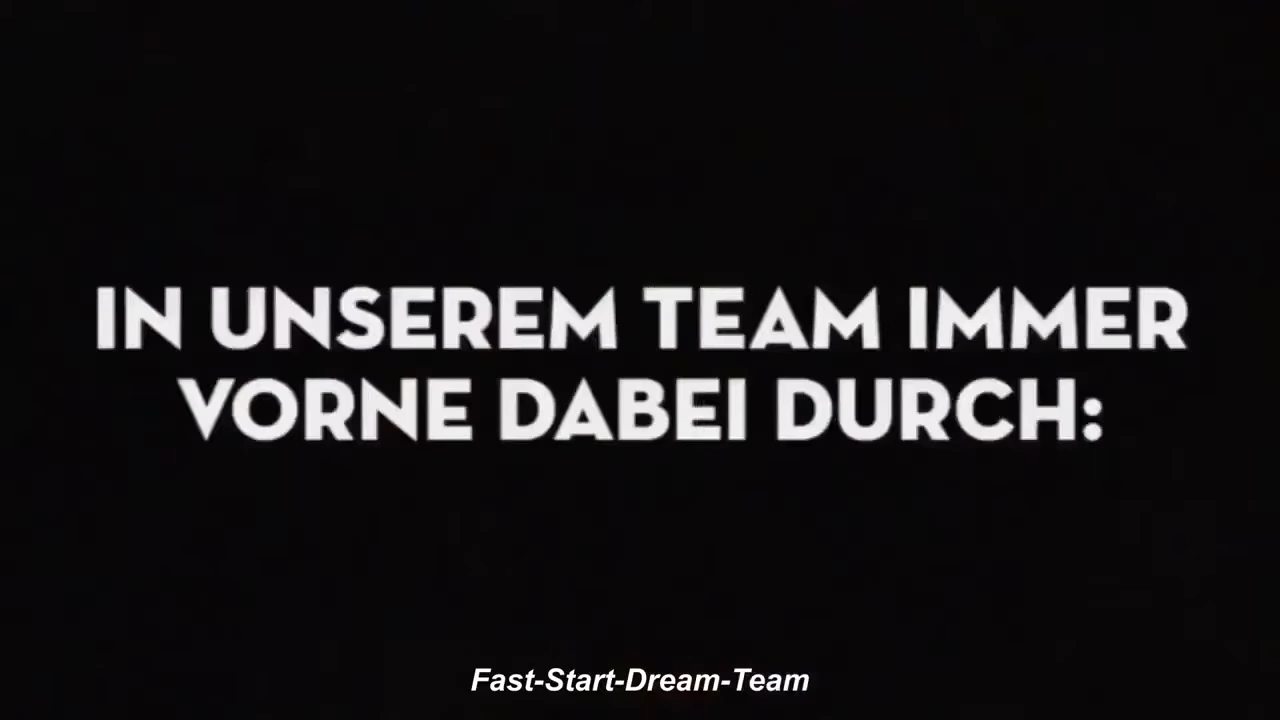 IN UNSEREM TEAM IMMER
VORNE DABEI DURCH:
Fast-Start-Dream-Team